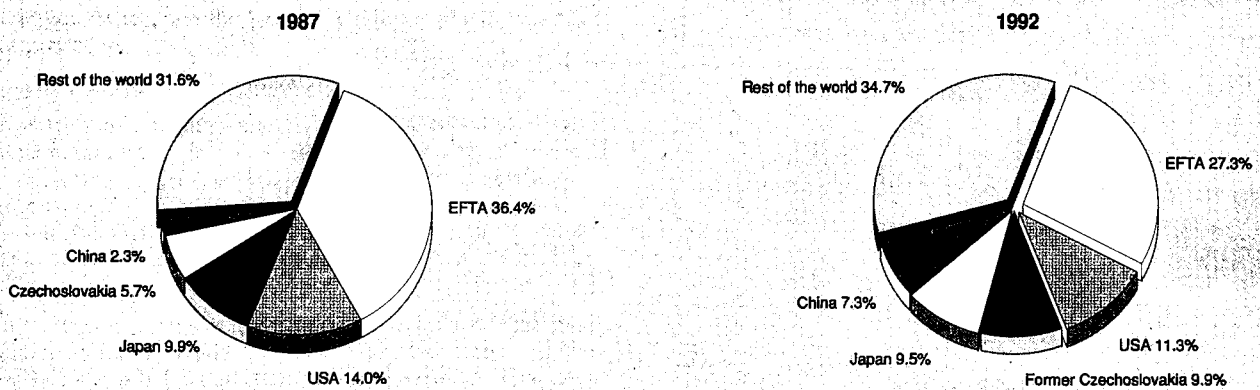 1987
Rest of the world 31.6%
EFTA 36.4%
China 2.3%
Czechoslovakia 5.7%
Japan 9.9%
USA 14.0%
1992
Rest of the world 34.7%
EFTA 27.3%
China 7.3%
Japan 9.5%
USA 11.3%
Former Czechoslovakia 9.9%